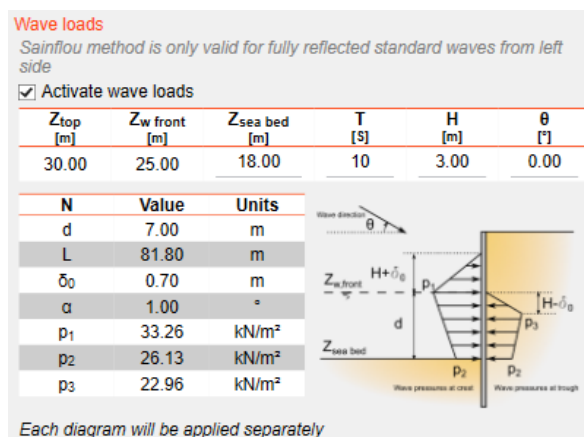 Wave loads
Sainflou method is only valid for fully reflected standard waves from left
side
Activate wave loads
Ztop Zw front Zsea bed T H θ
[m] [m] [m] [S] [m] [°]
30.00 25.00 18.00 10 3.00 0.00
N Value Units
d 7.00 m
L 81.80 m
δ0 0.70 m
α 1.00 °
p1 33.26 kN/m²
p2 26.13 kN/m²
p3 22.96 kN/m²
Wave direction
θ
H+δ0
Zw,front
p1
H-δ0
d
p3
Zsea bed
p2 p2
Wave pressures at crest Wave pressures at trough
Each diagram will be applied separately